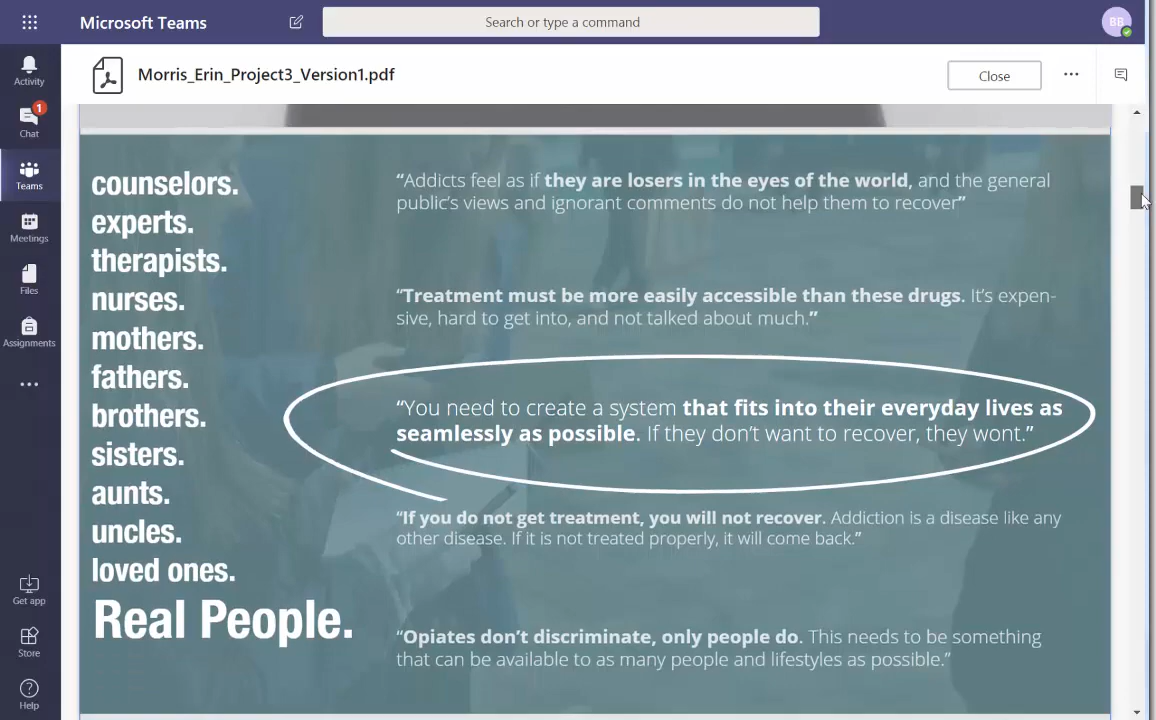 Microsoft Teams
Search or type a command
BB
Activity
1
Chat
Teams
Meetings
Files
Assignments
Get app
Store
Help
Morris_Erin_Project3_Version1.pdf
Close
counselors.
experts.
therapists.
nurses.
mothers.
fathers.
brothers.
sisters.
aunts.
uncles.
loved ones.
Real People.
“Addicts feel as if they are losers in the eyes of the world, and the general
public’s views and ignorant comments do not help them to recover”
“Treatment must be more easily accessible than these drugs. It’s expen-
sive, hard to get into, and not talked about much.”
“You need to create a system that fits into their everyday lives as
seamlessly as possible. If they don’t want to recover, they wont.”
“If you do not get treatment, you will not recover. Addiction is a disease like any
other disease. If it is not treated properly, it will come back.”
“Opiates don’t discriminate, only people do. This needs to be something
that can be available to as many people and lifestyles as possible.”